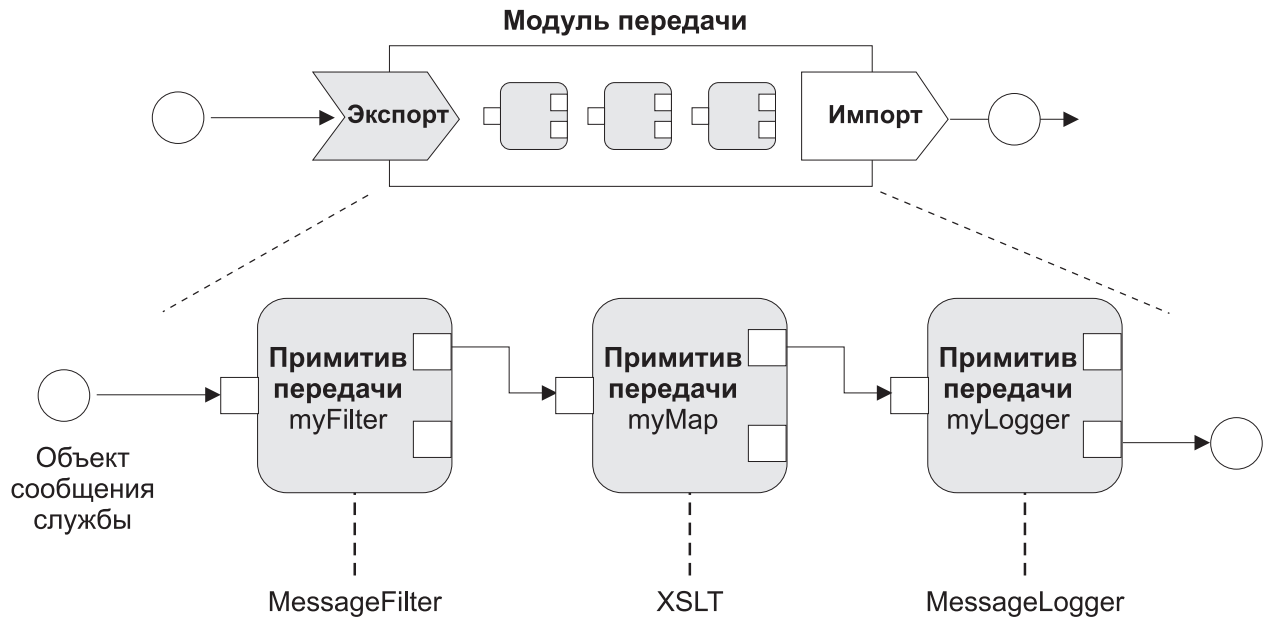 Модуль передачи
Экспорт
Импорт
Примитив
передачи
myFilter
Примитив
передачи
myMap
Примитив
передачи
myLogger
Объект
сообщения
службы
MessageFilter
XSLT
MessageLogger